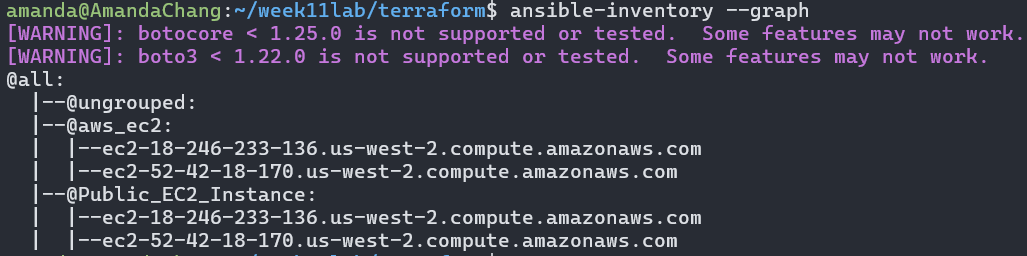 amanda@AmandaChang:~/week11lab/terraform$ ansible-inventory --graph
[WARNING]: botocore < 1.25.0 is not supported or tested.  Some features may not work.
[WARNING]: boto3 < 1.22.0 is not supported or tested.  Some features may not work.
@all:
  |--@ungrouped:
  |--@aws_ec2:
  |  |--ec2-18-246-233-136.us-west-2.compute.amazonaws.com
  |  |--ec2-52-42-18-170.us-west-2.compute.amazonaws.com
  |--@Public_EC2_Instance:
  |  |--ec2-18-246-233-136.us-west-2.compute.amazonaws.com
  |  |--ec2-52-42-18-170.us-west-2.compute.amazonaws.com